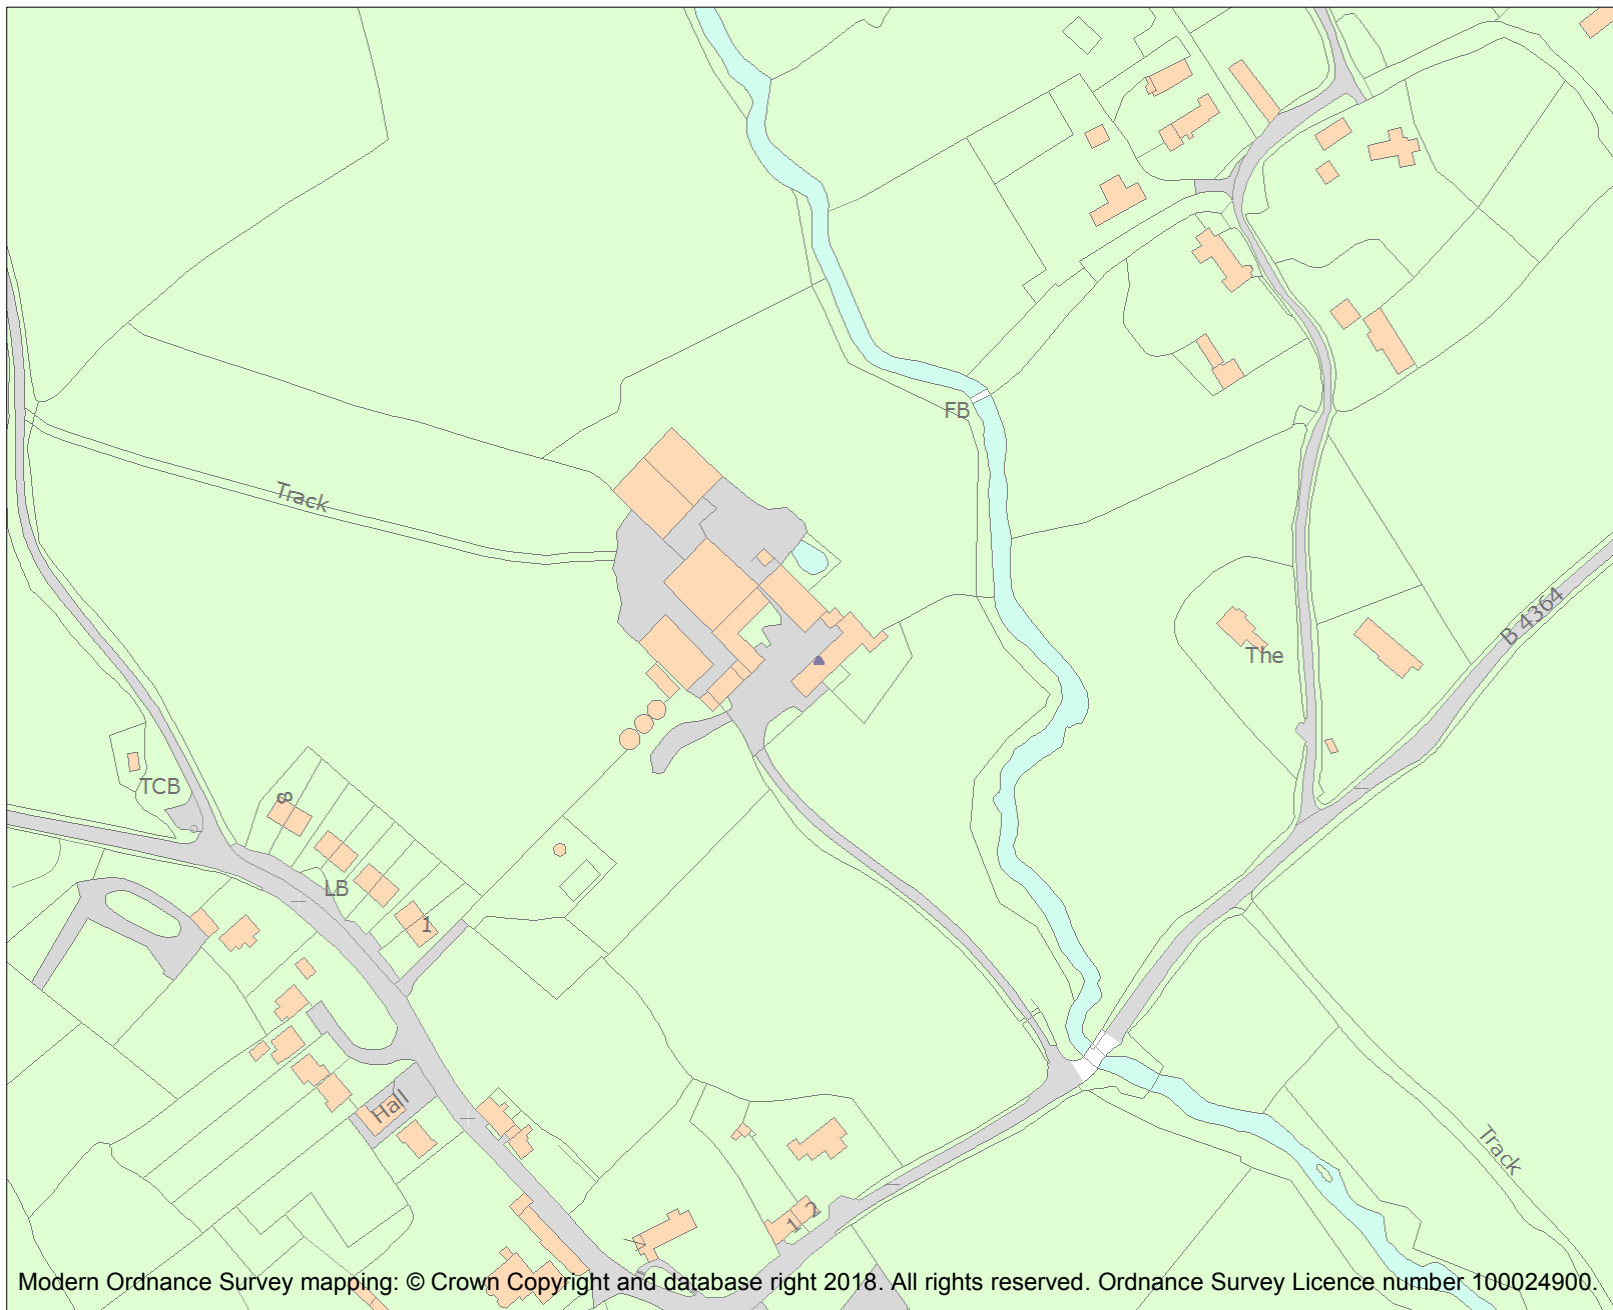 FB
Track
B 4364
The
TCB
8
LB
1
Hall
Track
1 2
Modern Ordnance Survey mapping: © Crown Copyright and database right 2018. All rights reserved. Ordnance Survey Licence number 100024900.